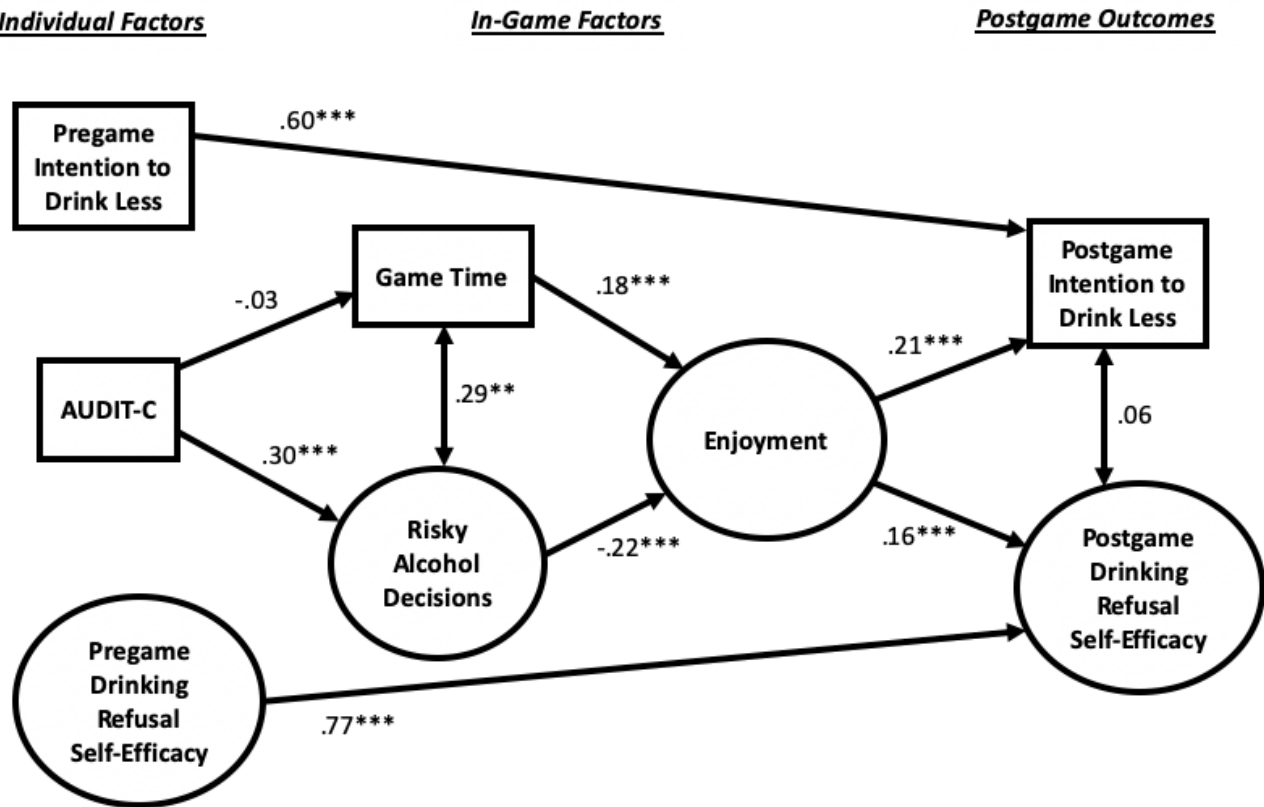 Individual Factors
In-Game Factors
Postgame Outcomes
.60***
Pregame
Intention to
Drink Less
Game Time
.18***
Postgame
Intention to
Drink Less
-.03
.21***
AUDIT-C
.29**
.06
Enjoyment
.30***
Risky
Alcohol
Decisions
-.22***
.16***
Postgame
Drinking
Refusal
Self-Efficacy
Pregame
Drinking
Refusal
Self-Efficacy
.77***